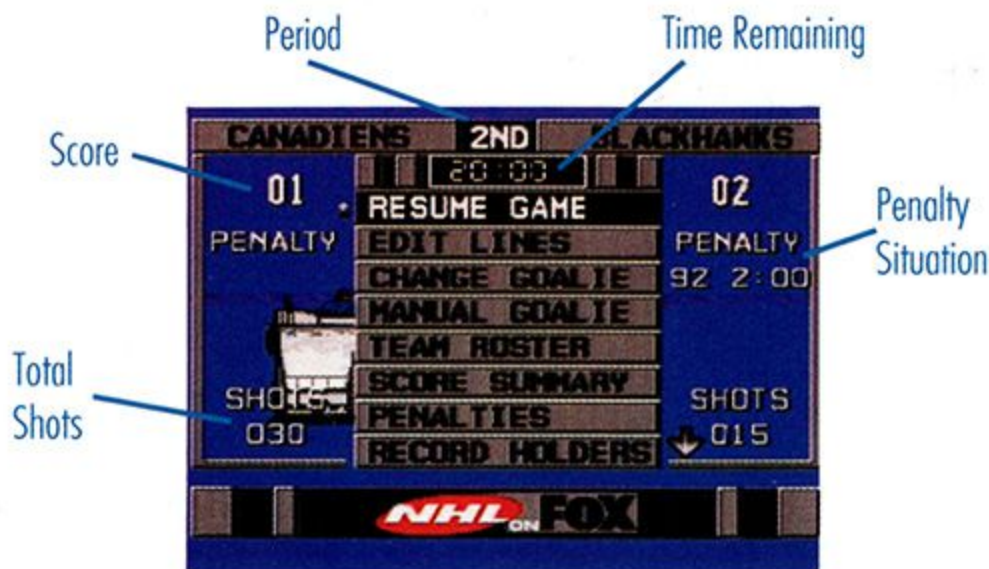 Period
Time Remaining
Score
CANADIENS 2ND BLACKHANKS
20:00
01
02
RESUME GAME
PENALTY
PENALTY
Penalty
Situation
EDIT LINES
92 2:00
CHANGE GOALIE
MANUAL GOALIE
TEAM ROSTER
SCORE SUMMARY
Total
Shots
SHOTS
SHOTS
PENALTIES
030
015
RECORD HOLDERS
NHL ON FOX